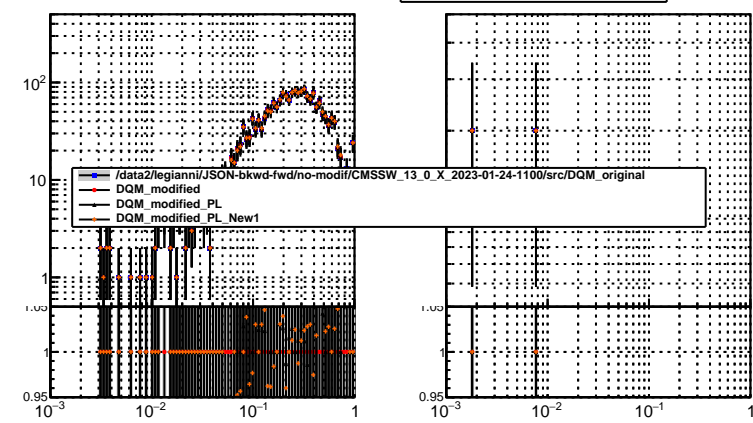 10²
10
1
/data2/legianni/JSON-bkwd-fwd/no-modif/CMSSW_13_0_X_2023-01-24-1100/src/DQM_original
DQM_modified
DQM_modified_PL
DQM_modified_PL_New1
1.05 1.05
1 1
0.95 0.95
10⁻³ 10⁻² 10⁻¹ 1 10⁻³ 10⁻² 10⁻¹ 1